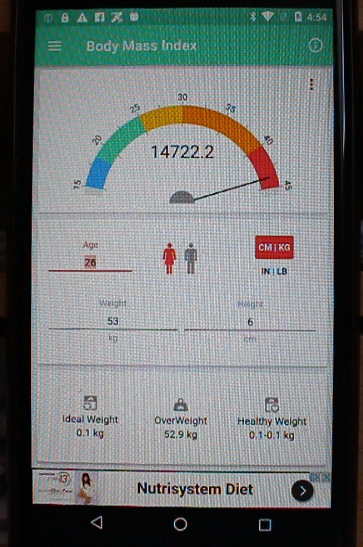 4:54
Body Mass Index
15
20
25
30
35
40
45
14722.2
Age
26
CM | KG
IN | LB
Weight
Height
53
6
kg
cm
Ideal Weight
OverWeight
Healthy Weight
0.1 kg
52.9 kg
0.1-0.1 kg
Nutrisystem Diet